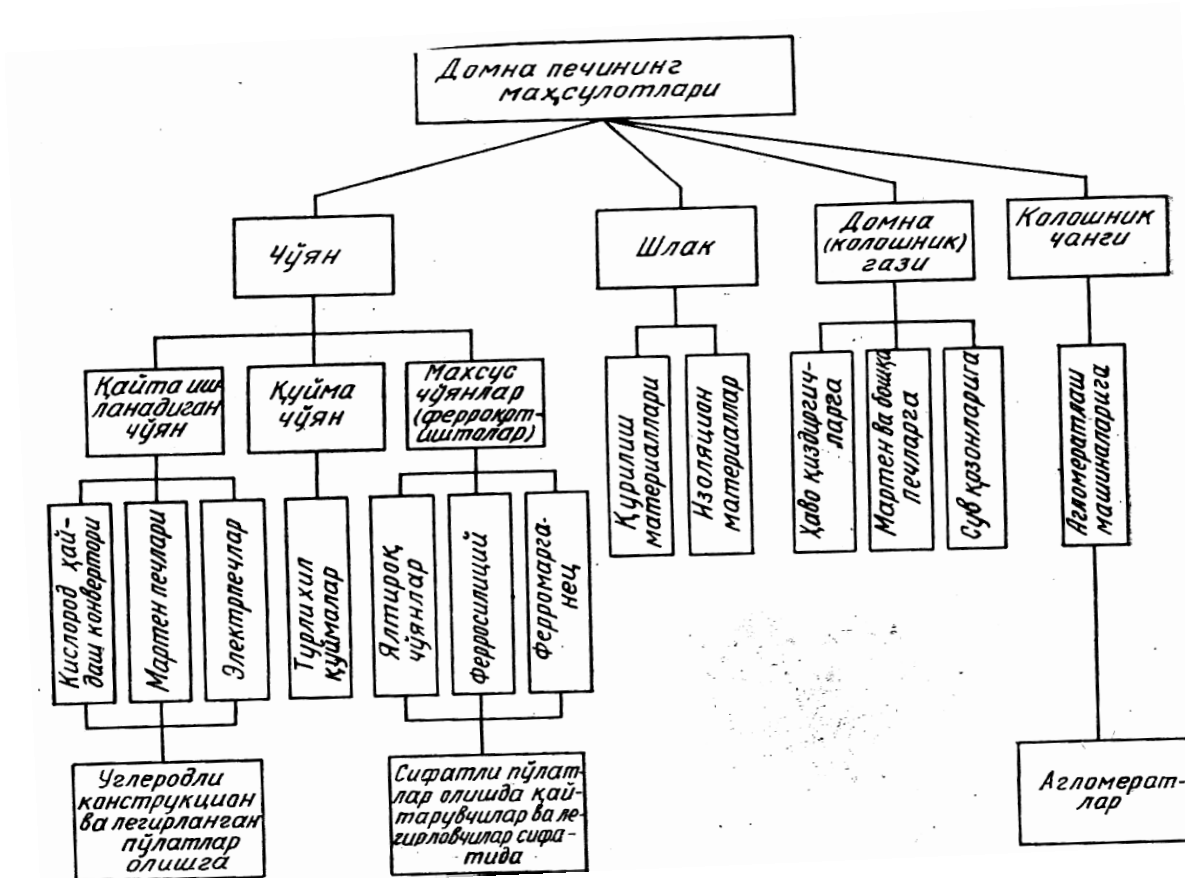 Домна печининг
маҳсулотлари
Чўян
Шлак
Домна
(колошник)
гази
Колошник
чанги
Қайта иш-
ланадиган
чўян
Қуйма
чўян
Махсус
чўянлар
(ферроқот-
ишмалар)
Қурилиш
материаллари
Изоляцион
материаллар
Ҳаво қиздиргич-
ларга
Мартен ва бошқа
печларга
Сув қозонларига
Агломератлаш
машиналарига
Кислород ҳай-
даш конвертори
Мартен печлари
Электрпечлар
Турли хил
қуймалар
Ялтироқ
чўянлар
Ферросилиций
Ферромарга-
нец
Углеродли
конструкцион
ва легирланган
пўлатлар
олишга
Сифатли пўлат-
лар олишда қай-
тарувчилар ва ле-
гирловчилар сифа-
тида
Агломерат-
лар